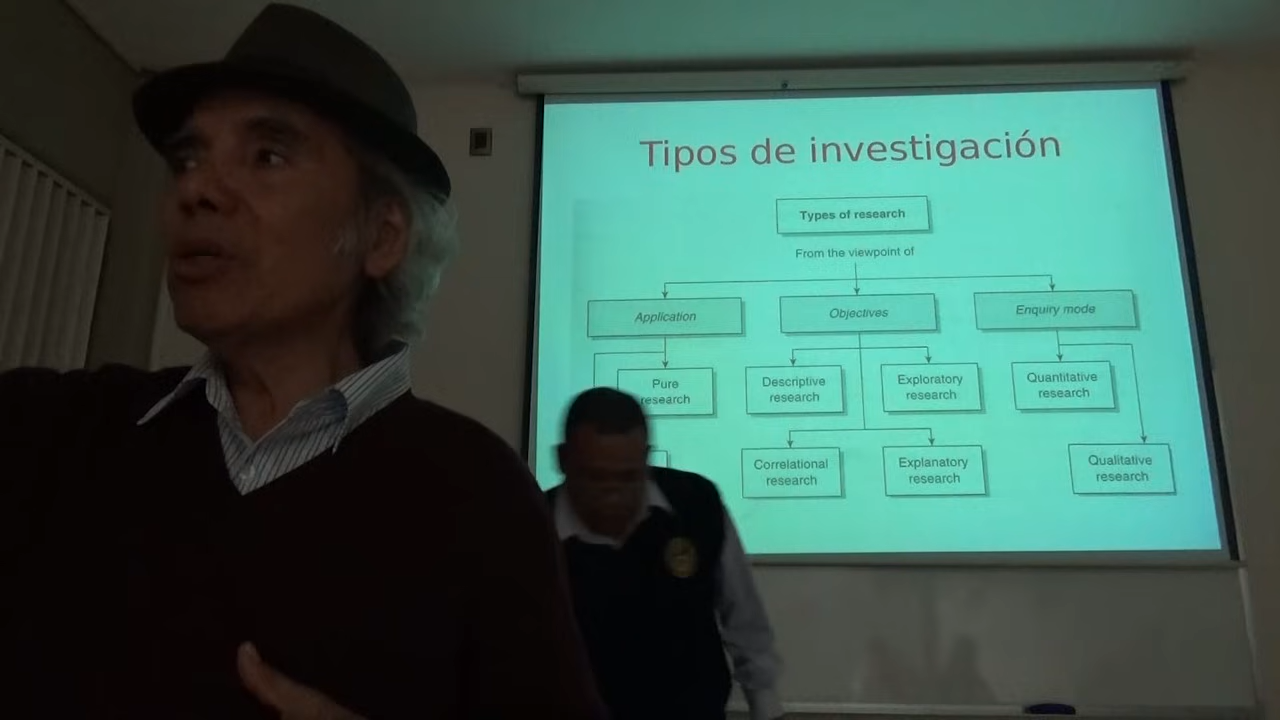 Tipos de investigación
Types of research
From the viewpoint of
Application
Objectives
Enquiry mode
Pure
research
Descriptive
research
Exploratory
research
Quantitative
research
Correlational
research
Explanatory
research
Qualitative
research